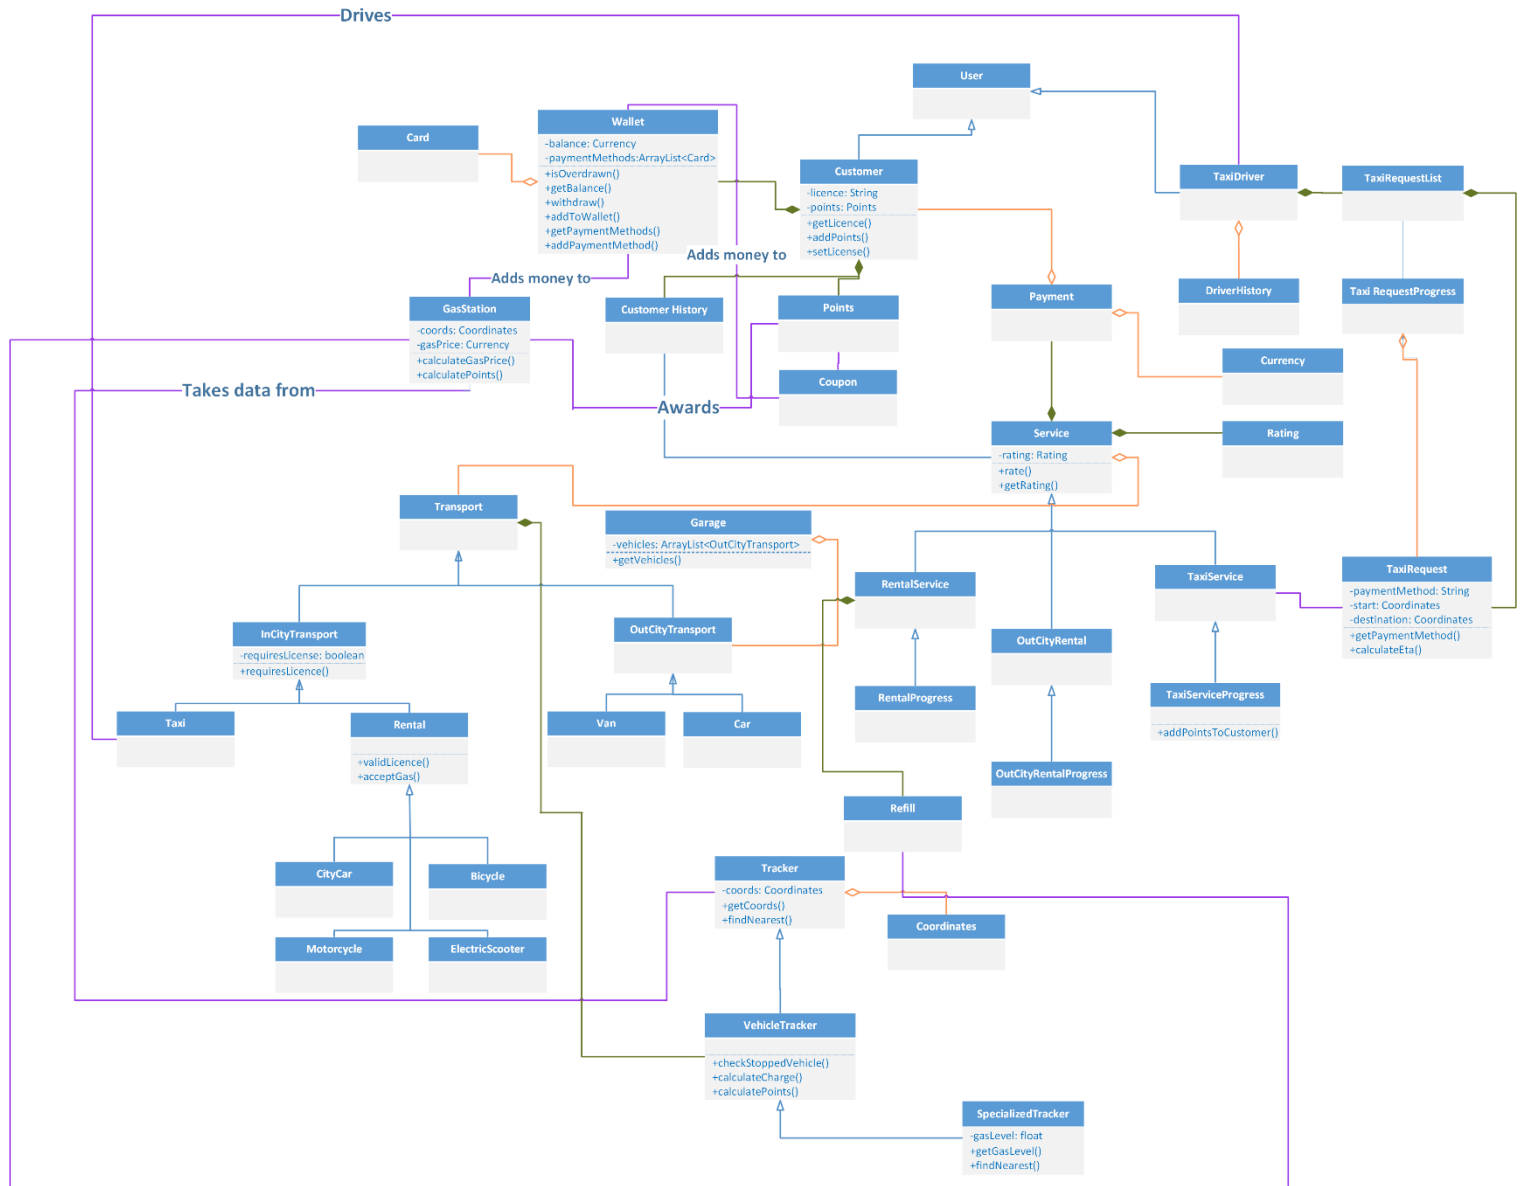 Drives
User
Card
Wallet
-balance: Currency
-paymentMethods:ArrayList<Card>
+isOverdrawn()
+getBalance()
+withdraw()
+addToWallet()
+getPaymentMethods()
+addPaymentMethod()
Customer
-licence: String
-points: Points
+getLicence()
+addPoints()
+setLicense()
TaxiDriver
TaxiRequestList
Adds money to
Adds money to
GasStation
-coords: Coordinates
-gasPrice: Currency
+calculateGasPrice()
+calculatePoints()
Customer History
Points
Payment
DriverHistory
Taxi RequestProgress
Currency
Takes data from
Coupon
Awards
Service
-rating: Rating
+rate()
+getRating()
Rating
Transport
Garage
-vehicles: ArrayList<OutCityTransport>
+getVehicles()
RentalService
TaxiService
TaxiRequest
-paymentMethod: String
-start: Coordinates
-destination: Coordinates
+getPaymentMethod()
+calculateEta()
InCityTransport
-requiresLicense: boolean
+requiresLicence()
OutCityTransport
OutCityRental
RentalProgress
TaxiServiceProgress
+addPointsToCustomer()
Taxi
Rental
+validLicence()
+acceptGas()
Van
Car
OutCityRentalProgress
Refill
CityCar
Bicycle
Tracker
-coords: Coordinates
+getCoords()
+findNearest()
Coordinates
Motorcycle
ElectricScooter
VehicleTracker
+checkStoppedVehicle()
+calculateCharge()
+calculatePoints()
SpecializedTracker
-gasLevel: float
+getGasLevel()
+findNearest()